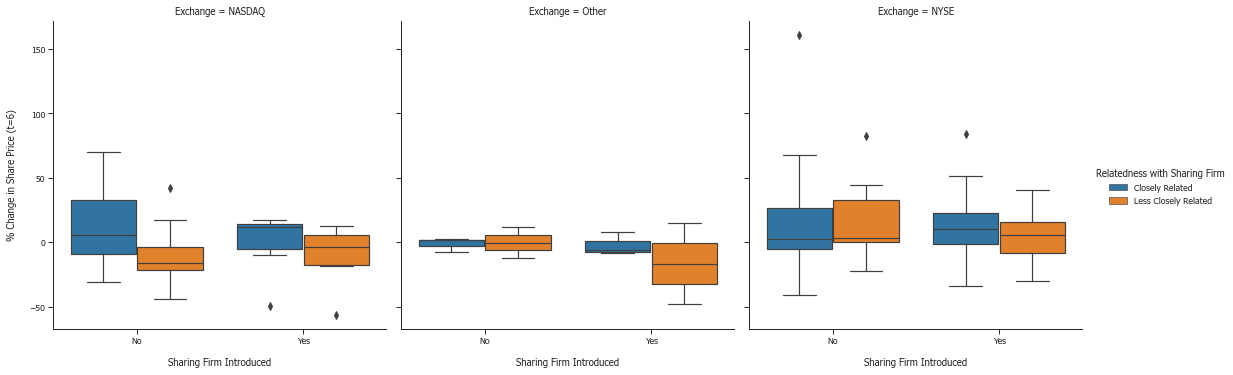 Exchange = NASDAQ
Exchange = Other
Exchange = NYSE
% Change in Share Price (t=6)
150
100
50
0
−50
No
Yes
No
Yes
No
Yes
Sharing Firm Introduced
Sharing Firm Introduced
Sharing Firm Introduced
Relatedness with Sharing Firm
Closely Related
Less Closely Related